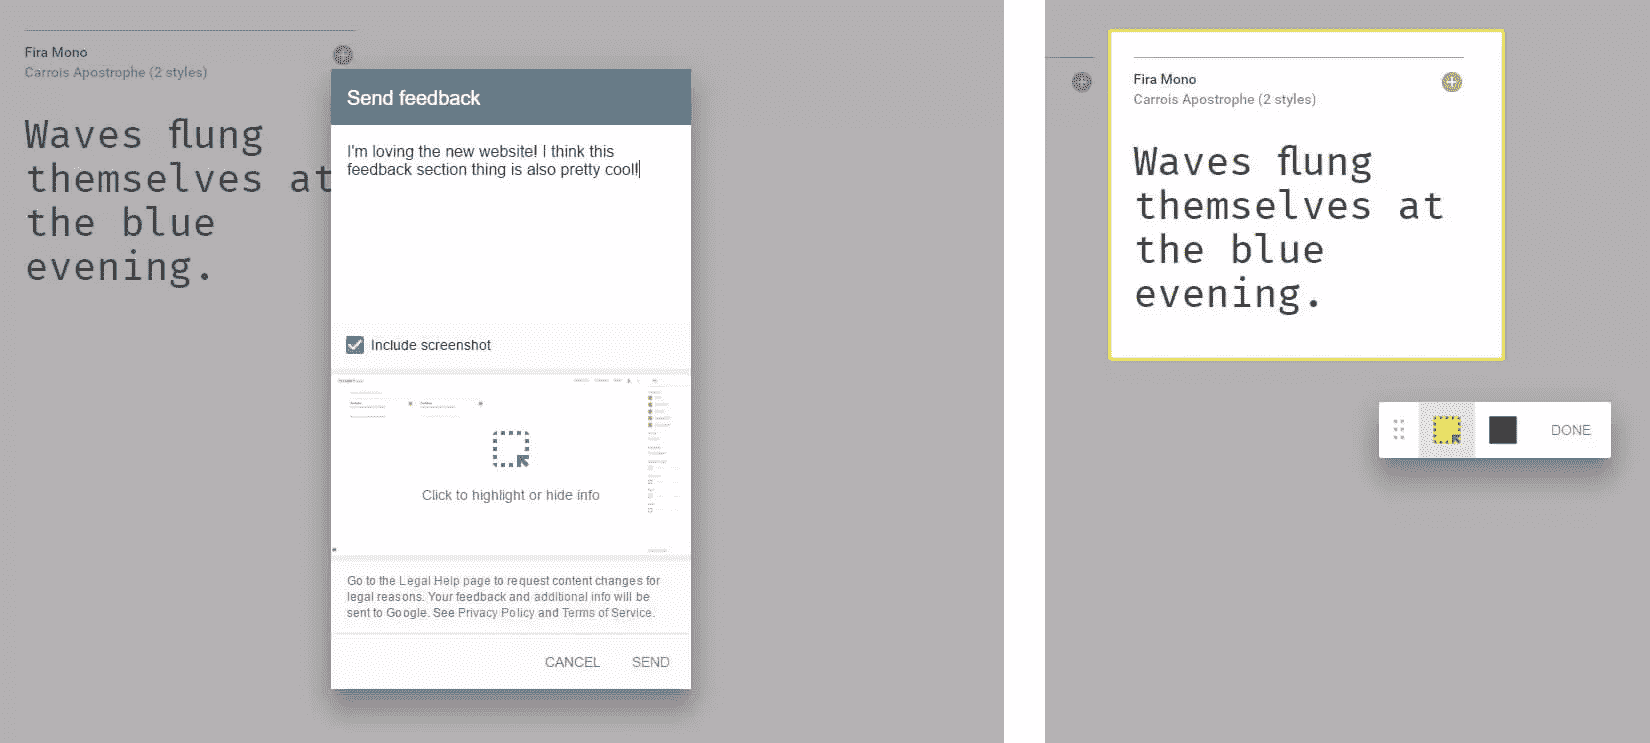 Fira Mono
Carrois Apostrophe (2 styles)
Waves flung
themselves at
the blue
evening.
Send feedback
I'm loving the new website! I think this
feedback section thing is also pretty cool!
Include screenshot
Click to highlight or hide info
Go to the Legal Help page to request content changes for
legal reasons. Your feedback and additional info will be
sent to Google. See Privacy Policy and Terms of Service.
CANCEL SEND
Fira Mono
Carrois Apostrophe (2 styles)
Waves flung
themselves at
the blue
evening.
DONE